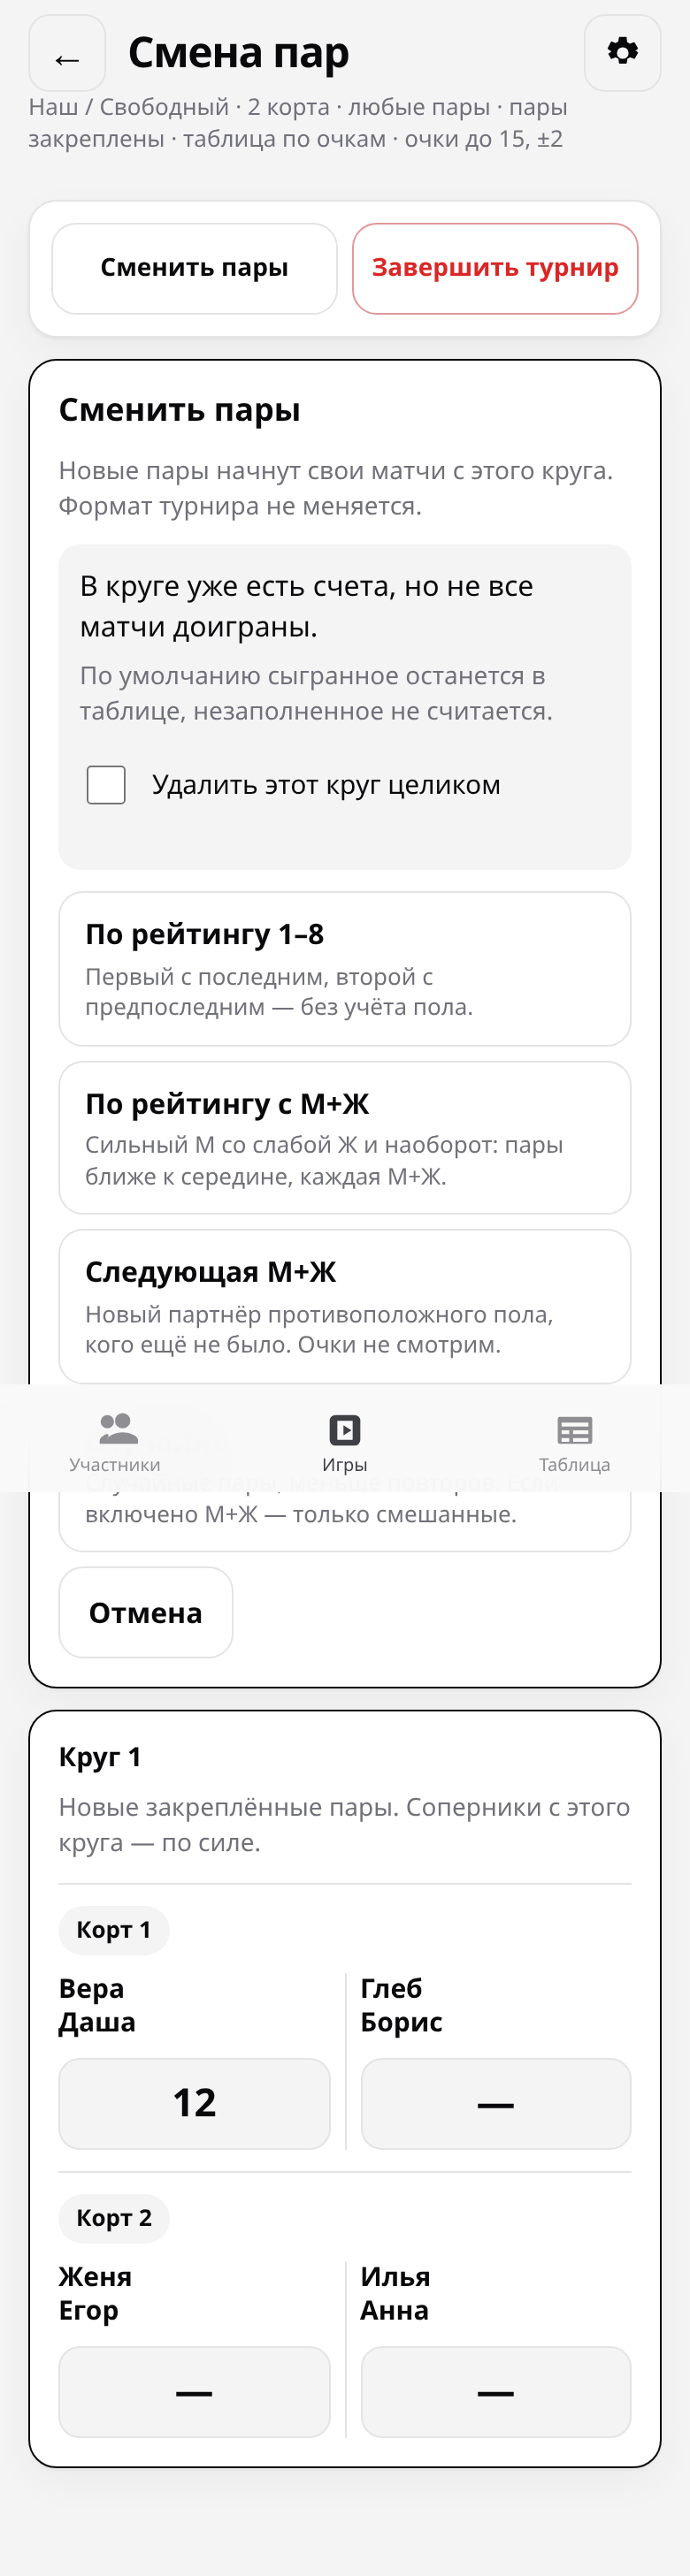 ← Смена пар
Наш / Свободный · 2 корта · любые пары · пары
закреплены · таблица по очкам · очки до 15, ±2
Сменить пары
Завершить турнир
Сменить пары
Новые пары начнут свои матчи с этого круга.
Формат турнира не меняется.
В круге уже есть счета, но не все
матчи доиграны.
По умолчанию сыгранное останется в
таблице, незаполненное не считается.
Удалить этот круг целиком
По рейтингу 1–8
Первый с последним, второй с
предпоследним — без учёта пола.
По рейтингу с М+Ж
Сильный М со слабой Ж и наоборот: пары
ближе к середине, каждая М+Ж.
Следующая М+Ж
Новый партнёр противоположного пола,
кого ещё не было. Очки не смотрим.
Участники
Игры
Таблица
Случайные пары, меньше повторов. Если
включено М+Ж — только смешанные.
Отмена
Круг 1
Новые закреплённые пары. Соперники с этого
круга — по силе.
Корт 1
Вера
Даша
Глеб
Борис
12
—
Корт 2
Женя
Егор
Илья
Анна
—
—